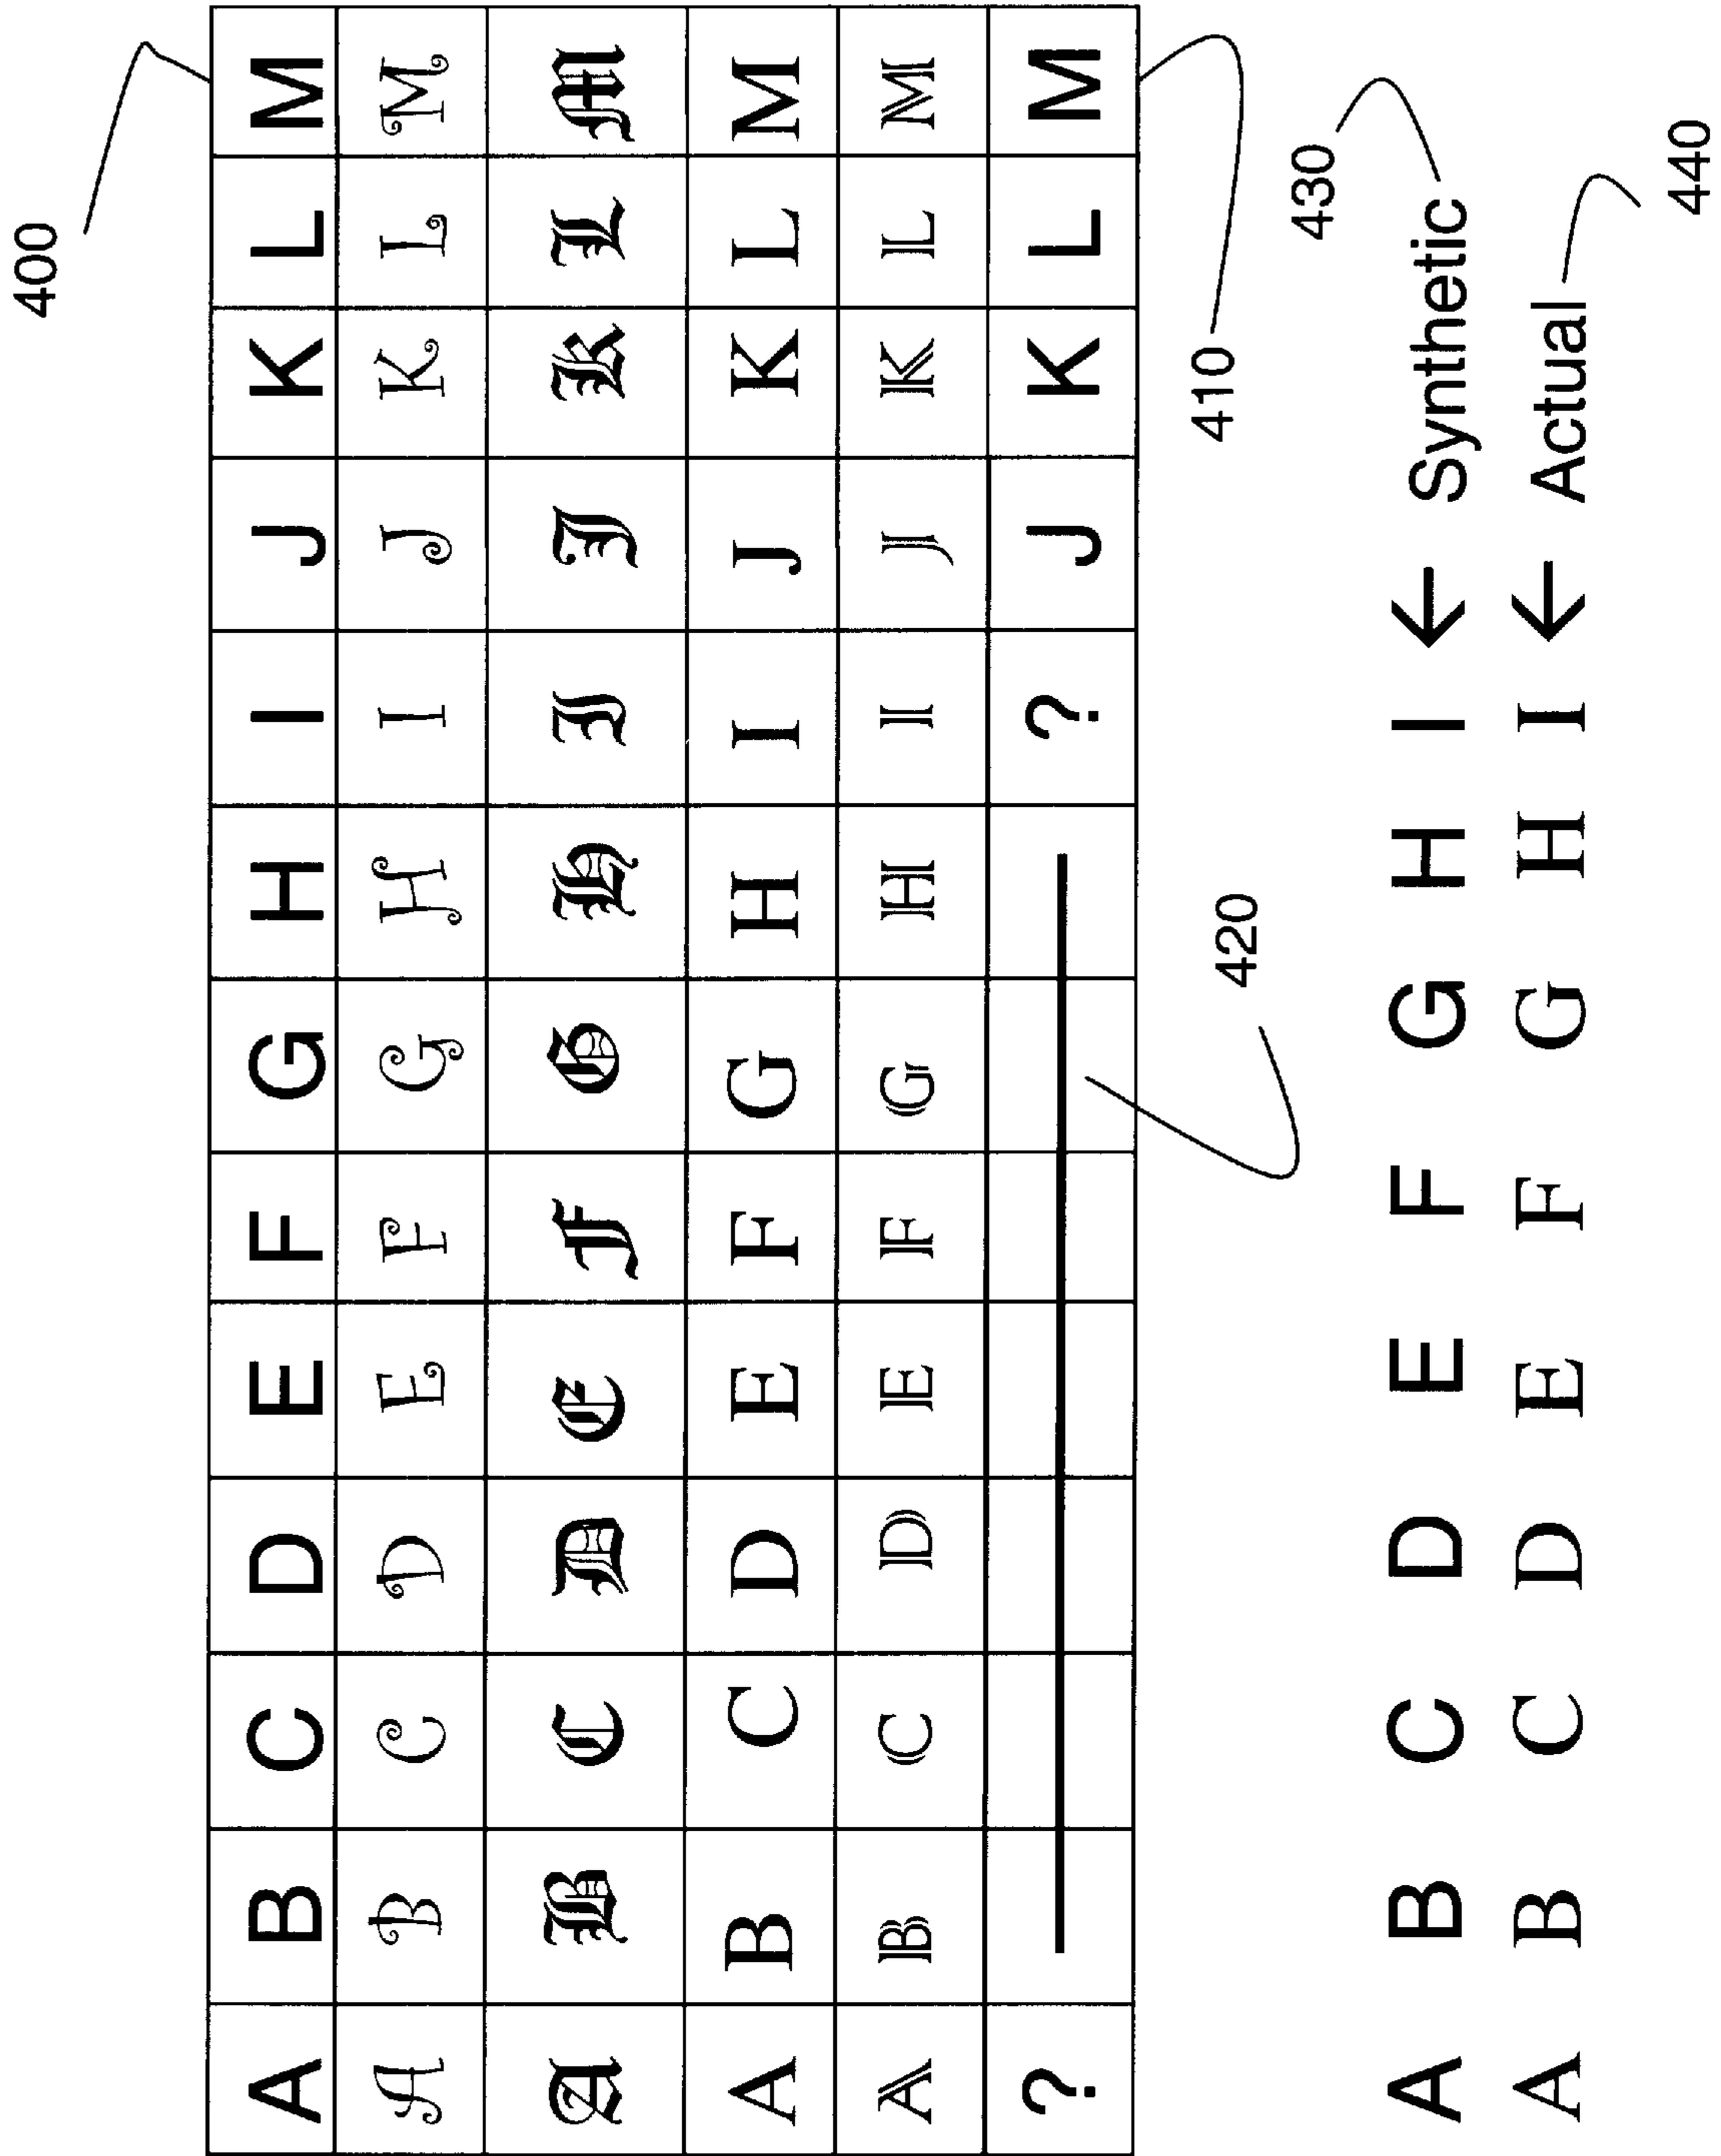 400
A B C D E F G H I J K L M
A B C D E F G H I J K L M
A B C D E F G H I J K L M
A B C D E F G H I J K L M
A B C D E F G H I J K L M
? ? J K L M
420
410
430
A B C D E F G H I ← Synthetic
A B C D E F G H I ← Actual
440